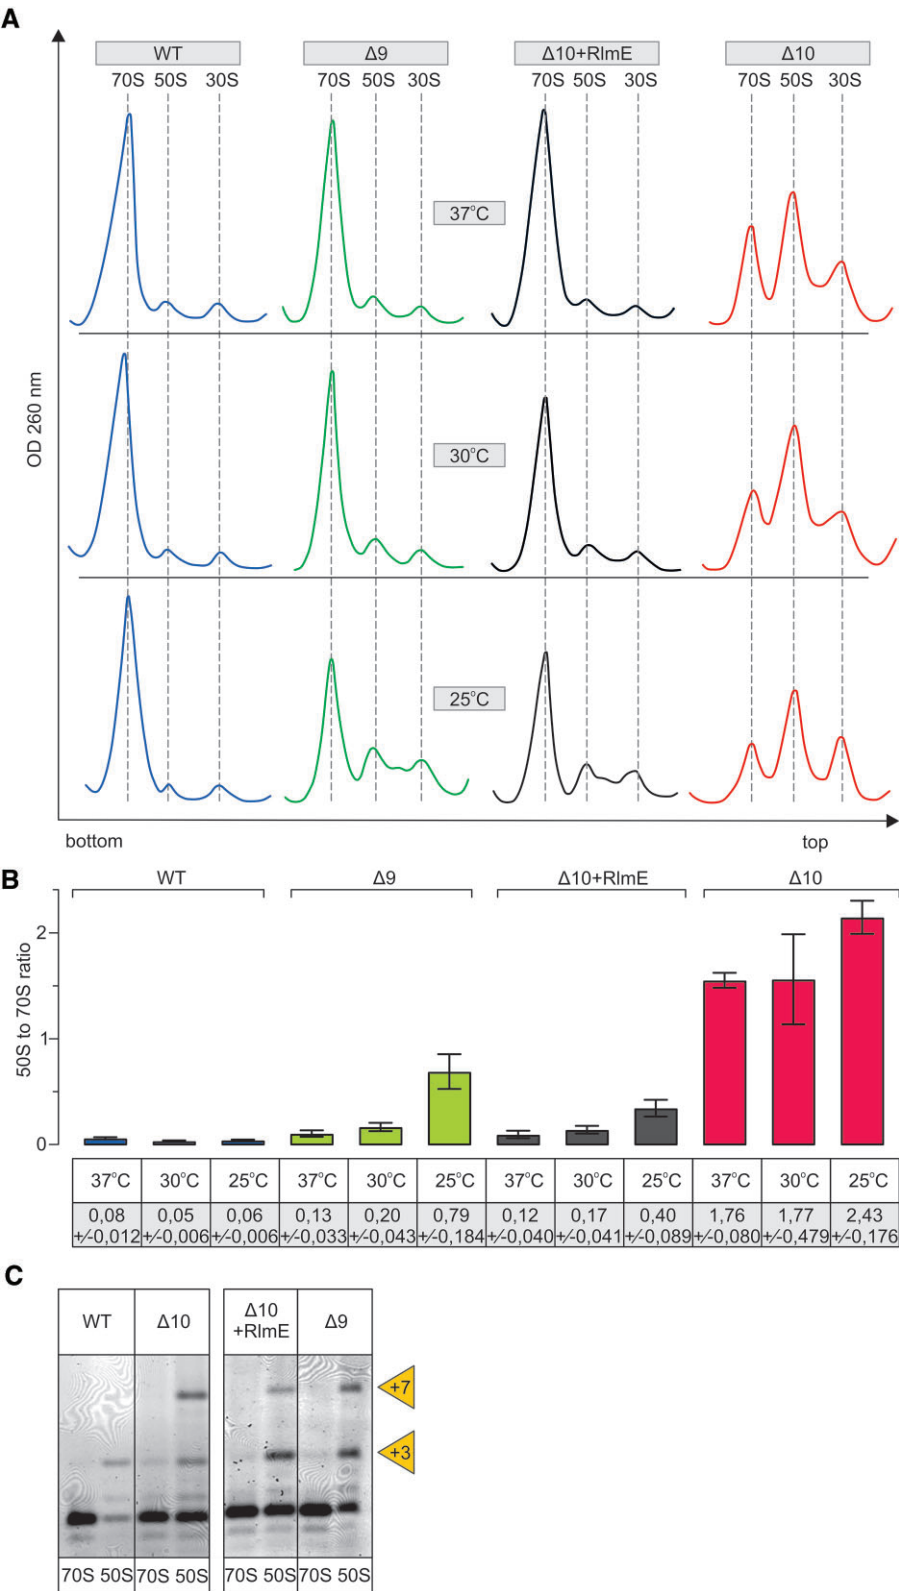 A
WT Δ9 Δ10+RlmE Δ10
70S 50S 30S 70S 50S 30S 70S 50S 30S 70S 50S 30S
37°C
30°C
25°C
OD 260 nm
bottom top
B
WT Δ9 Δ10+RlmE Δ10
50S to 70S ratio
2
1
0
37°C 30°C 25°C 37°C 30°C 25°C 37°C 30°C 25°C 37°C 30°C 25°C
0,08 0,05 0,06 0,13 0,20 0,79 0,12 0,17 0,40 1,76 1,77 2,43
+/-0,012 +/-0,006 +/-0,006 +/-0,033 +/-0,043 +/-0,184 +/-0,040 +/-0,041 +/-0,089 +/-0,080 +/-0,479 +/-0,176
C
WT Δ10 Δ10 Δ9
+RlmE
+7
+3
70S 50S 70S 50S 70S 50S 70S 50S